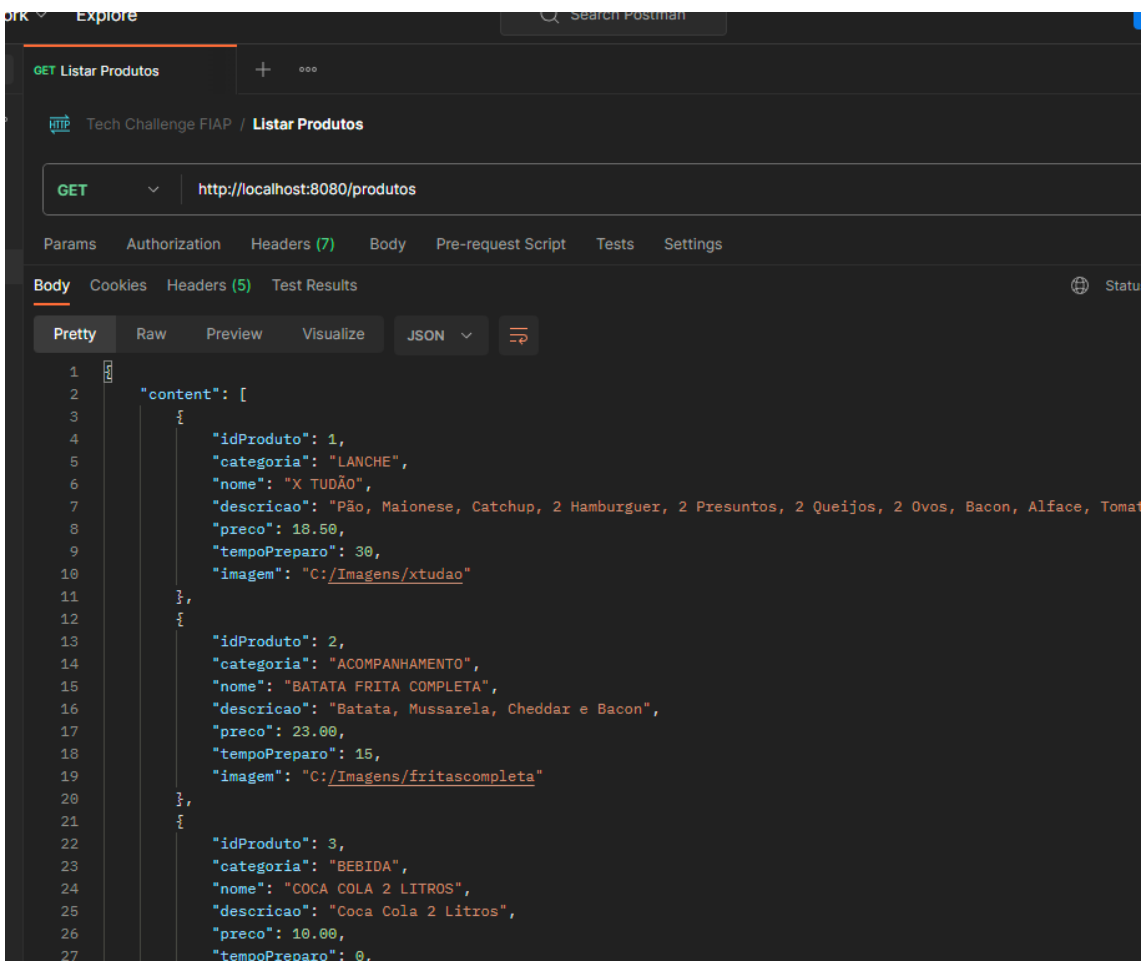 Explore
Search Postman
GET Listar Produtos
HTTP Tech Challenge FIAP / Listar Produtos
GET http://localhost:8080/produtos
Params Authorization Headers (7) Body Pre-request Script Tests Settings
Body Cookies Headers (5) Test Results Statu
Pretty Raw Preview Visualize JSON
1 {
2 "content": [
3 {
4 "idProduto": 1,
5 "categoria": "LANCHE",
6 "nome": "X TUDÃO",
7 "descricao": "Pão, Maionese, Catchup, 2 Hamburguer, 2 Presuntos, 2 Queijos, 2 Ovos, Bacon, Alface, Tomat
8 "preco": 18.50,
9 "tempoPreparo": 30,
10 "imagem": "C:/Imagens/xtudao"
11 },
12 {
13 "idProduto": 2,
14 "categoria": "ACOMPANHAMENTO",
15 "nome": "BATATA FRITA COMPLETA",
16 "descricao": "Batata, Mussarela, Cheddar e Bacon",
17 "preco": 23.00,
18 "tempoPreparo": 15,
19 "imagem": "C:/Imagens/fritascompleta"
20 },
21 {
22 "idProduto": 3,
23 "categoria": "BEBIDA",
24 "nome": "COCA COLA 2 LITROS",
25 "descricao": "Coca Cola 2 Litros",
26 "preco": 10.00,
27 "tempoPreparo": 0,